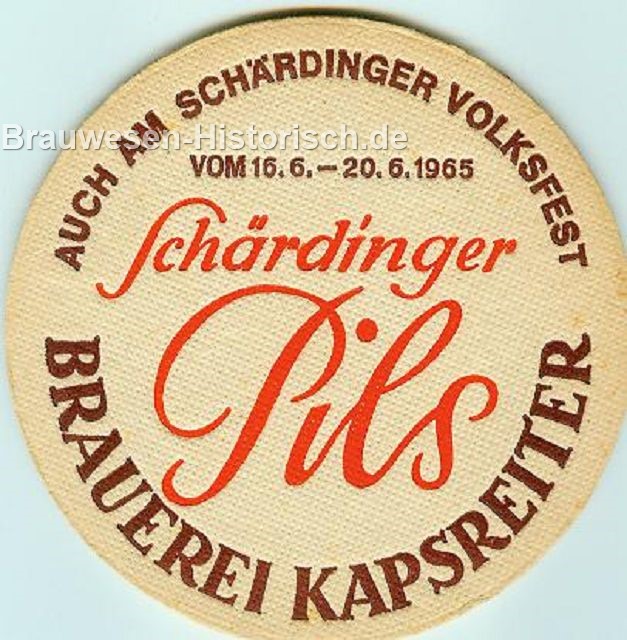 AUCH AM SCHÄRDINGER VOLKSFEST
Brauwesen-Historisch.de
VOM 16. 6. – 20. 6. 1965
Schärdinger
Pils
BRAUEREI KAPSREITER